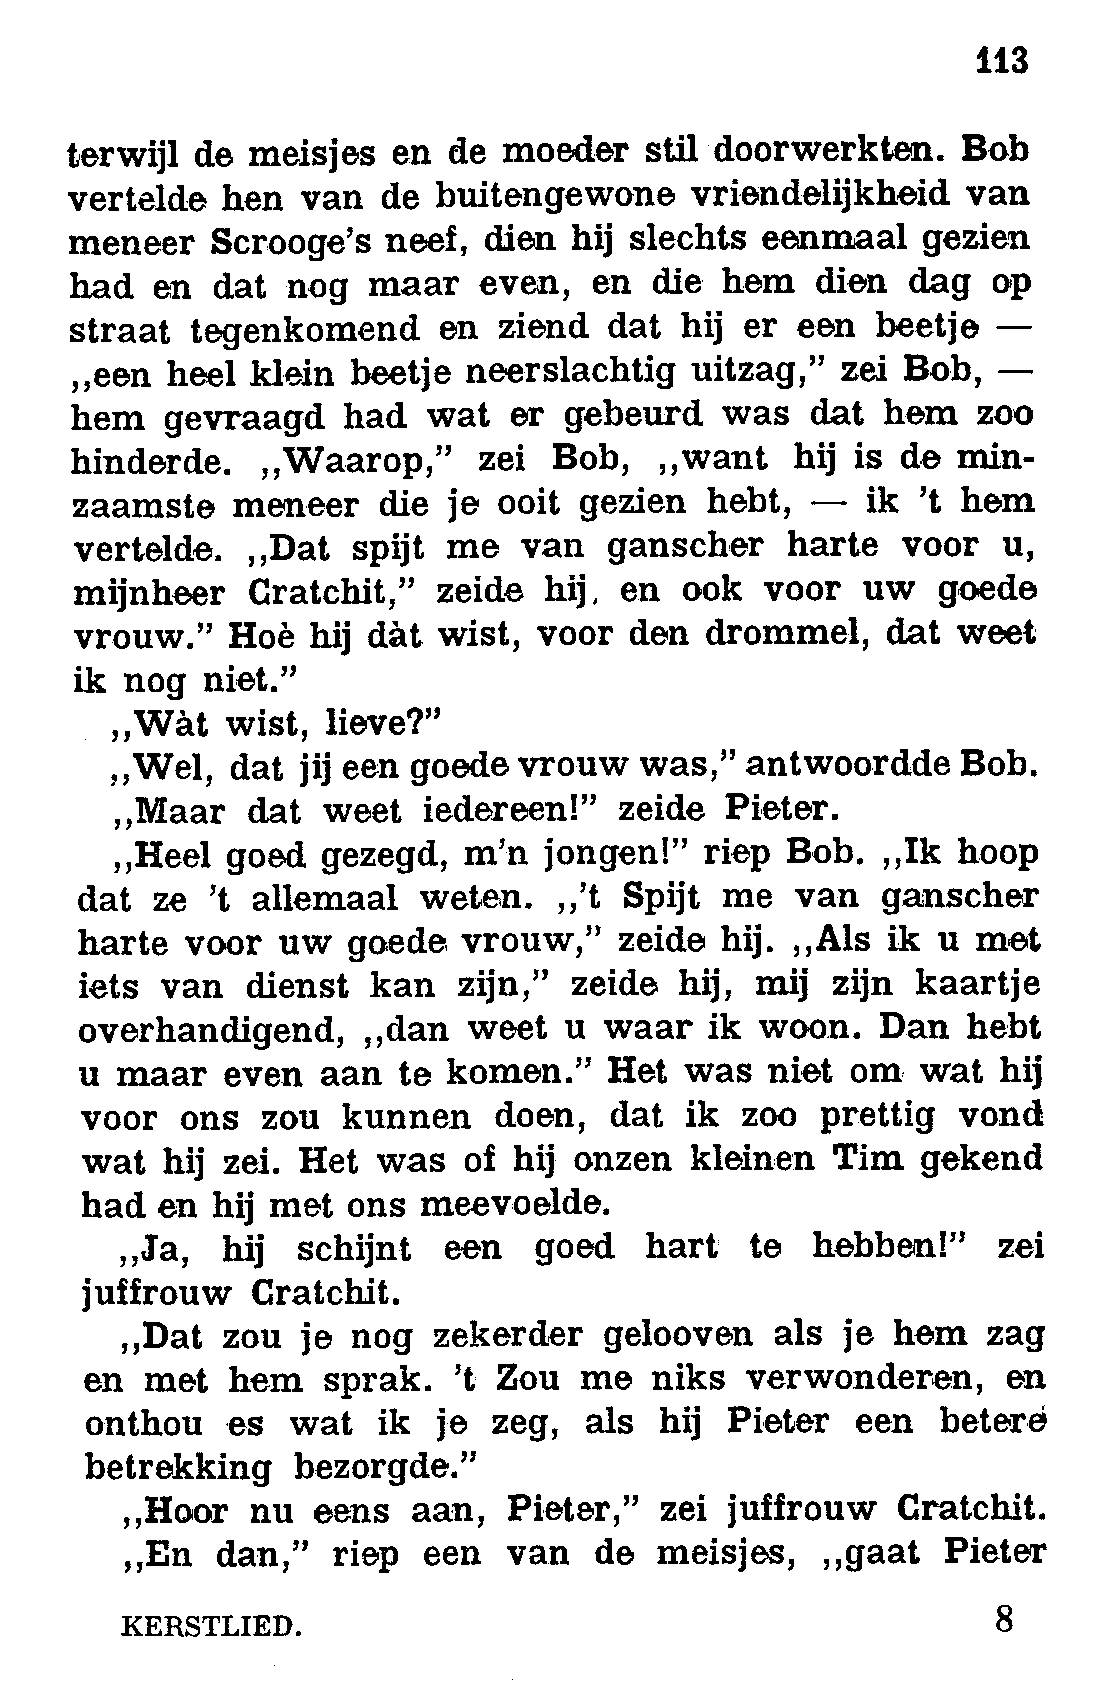 113
terwijl de meisjes en de moeder stil doorwerkten. Bob
vertelde hen van de buitengewone vriendelijkheid van
meneer Scrooge's neef, dien hij slechts eenmaal gezien
had en dat nog maar even, en die hem dien dag op
straat tegenkomend en ziend dat hij er een beetje —
,,een heel klein beetje neerslachtig uitzag,” zei Bob, —
hem gevraagd had wat er gebeurd was dat hem zoo
hinderde. ,,Waarop,” zei Bob, ,,want hij is de min-
zaamste meneer die je ooit gezien hebt, — ik 't hem
vertelde. ,,Dat spijt me van ganscher harte voor u,
mijnheer Cratchit,” zeide hij, en ook voor uw goede
vrouw.” Hoè hij dàt wist, voor den drommel, dat weet
ik nog niet.”
,,Wàt wist, lieve?”
,,Wel, dat jij een goede vrouw was,” antwoordde Bob.
,,Maar dat weet iedereen!” zeide Pieter.
,,Heel goed gezegd, m'n jongen!” riep Bob. ,,Ik hoop
dat ze 't allemaal weten. ,,'t Spijt me van ganscher
harte voor uw goede vrouw,” zeide hij. ,,Als ik u met
iets van dienst kan zijn,” zeide hij, mij zijn kaartje
overhandigend, ,,dan weet u waar ik woon. Dan hebt
u maar even aan te komen.” Het was niet om wat hij
voor ons zou kunnen doen, dat ik zoo prettig vond
wat hij zei. Het was of hij onzen kleinen Tim gekend
had en hij met ons meevoelde.
,,Ja, hij schijnt een goed hart te hebben!” zei
juffrouw Cratchit.
,,Dat zou je nog zekerder gelooven als je hem zag
en met hem sprak. 't Zou me niks verwonderen, en
onthou es wat ik je zeg, als hij Pieter een betere
betrekking bezorgde.”
,,Hoor nu eens aan, Pieter,” zei juffrouw Cratchit.
,,En dan,” riep een van de meisjes, ,,gaat Pieter
KERSTLIED. 8